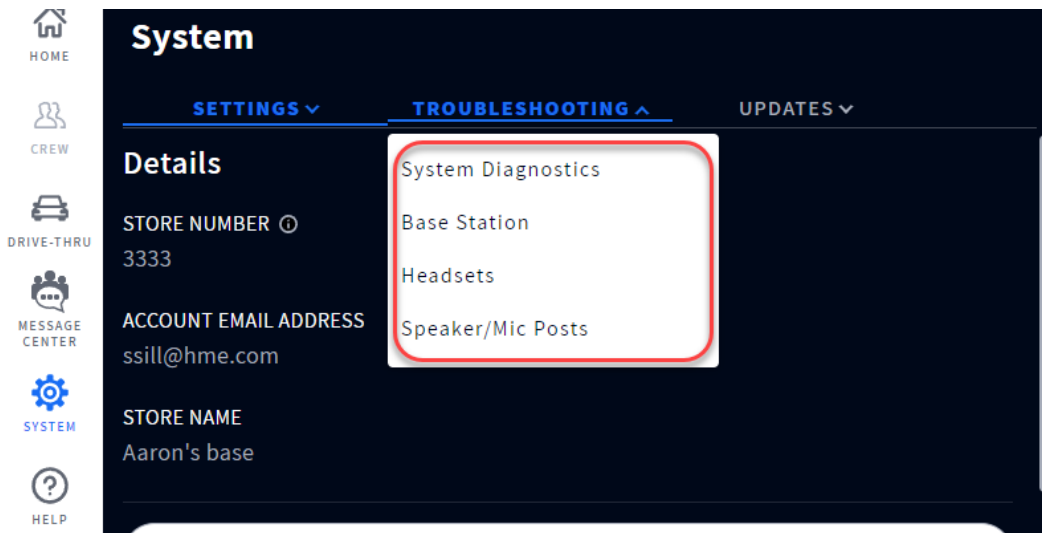 HOME
CREW
DRIVE-THRU
MESSAGE
CENTER
SYSTEM
HELP
System
SETTINGS
TROUBLESHOOTING
UPDATES
System Diagnostics
Base Station
Headsets
Speaker/Mic Posts
Details
STORE NUMBER
3333
ACCOUNT EMAIL ADDRESS
ssill@hme.com
STORE NAME
Aaron's base